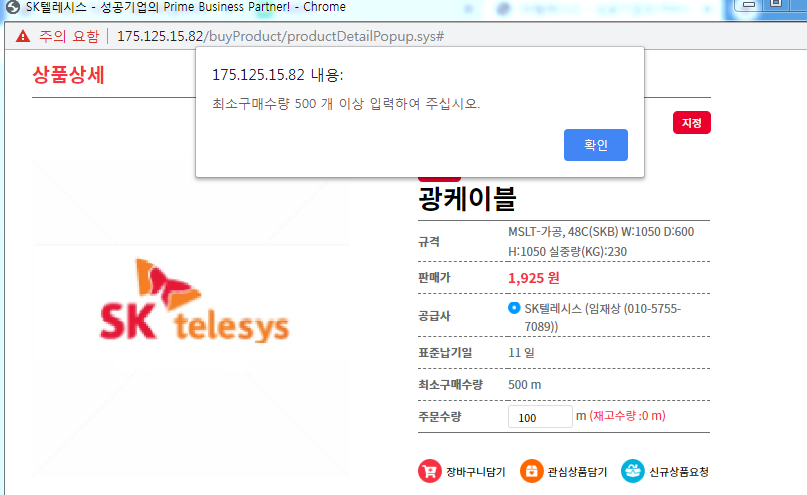 SK텔레시스 - 성공기업의 Prime Business Partner! - Chrome
주의 요함 175.125.15.82/buyProduct/productDetailPopup.sys#
상품상세
175.125.15.82 내용:
최소구매수량 500 개 이상 입력하여 주십시오.
확인
지정
광케이블
규격 MSLT-가공, 48C(SKB) W:1050 D:600
H:1050 실중량(KG):230
판매가 1,925 원
공급사 SK텔레시스 (임재상 (010-5755-
7089))
표준납기일 11 일
최소구매수량 500 m
주문수량 100 m (재고수량 :0 m)
SK telesys
장바구니담기 관심상품담기 신규상품요청